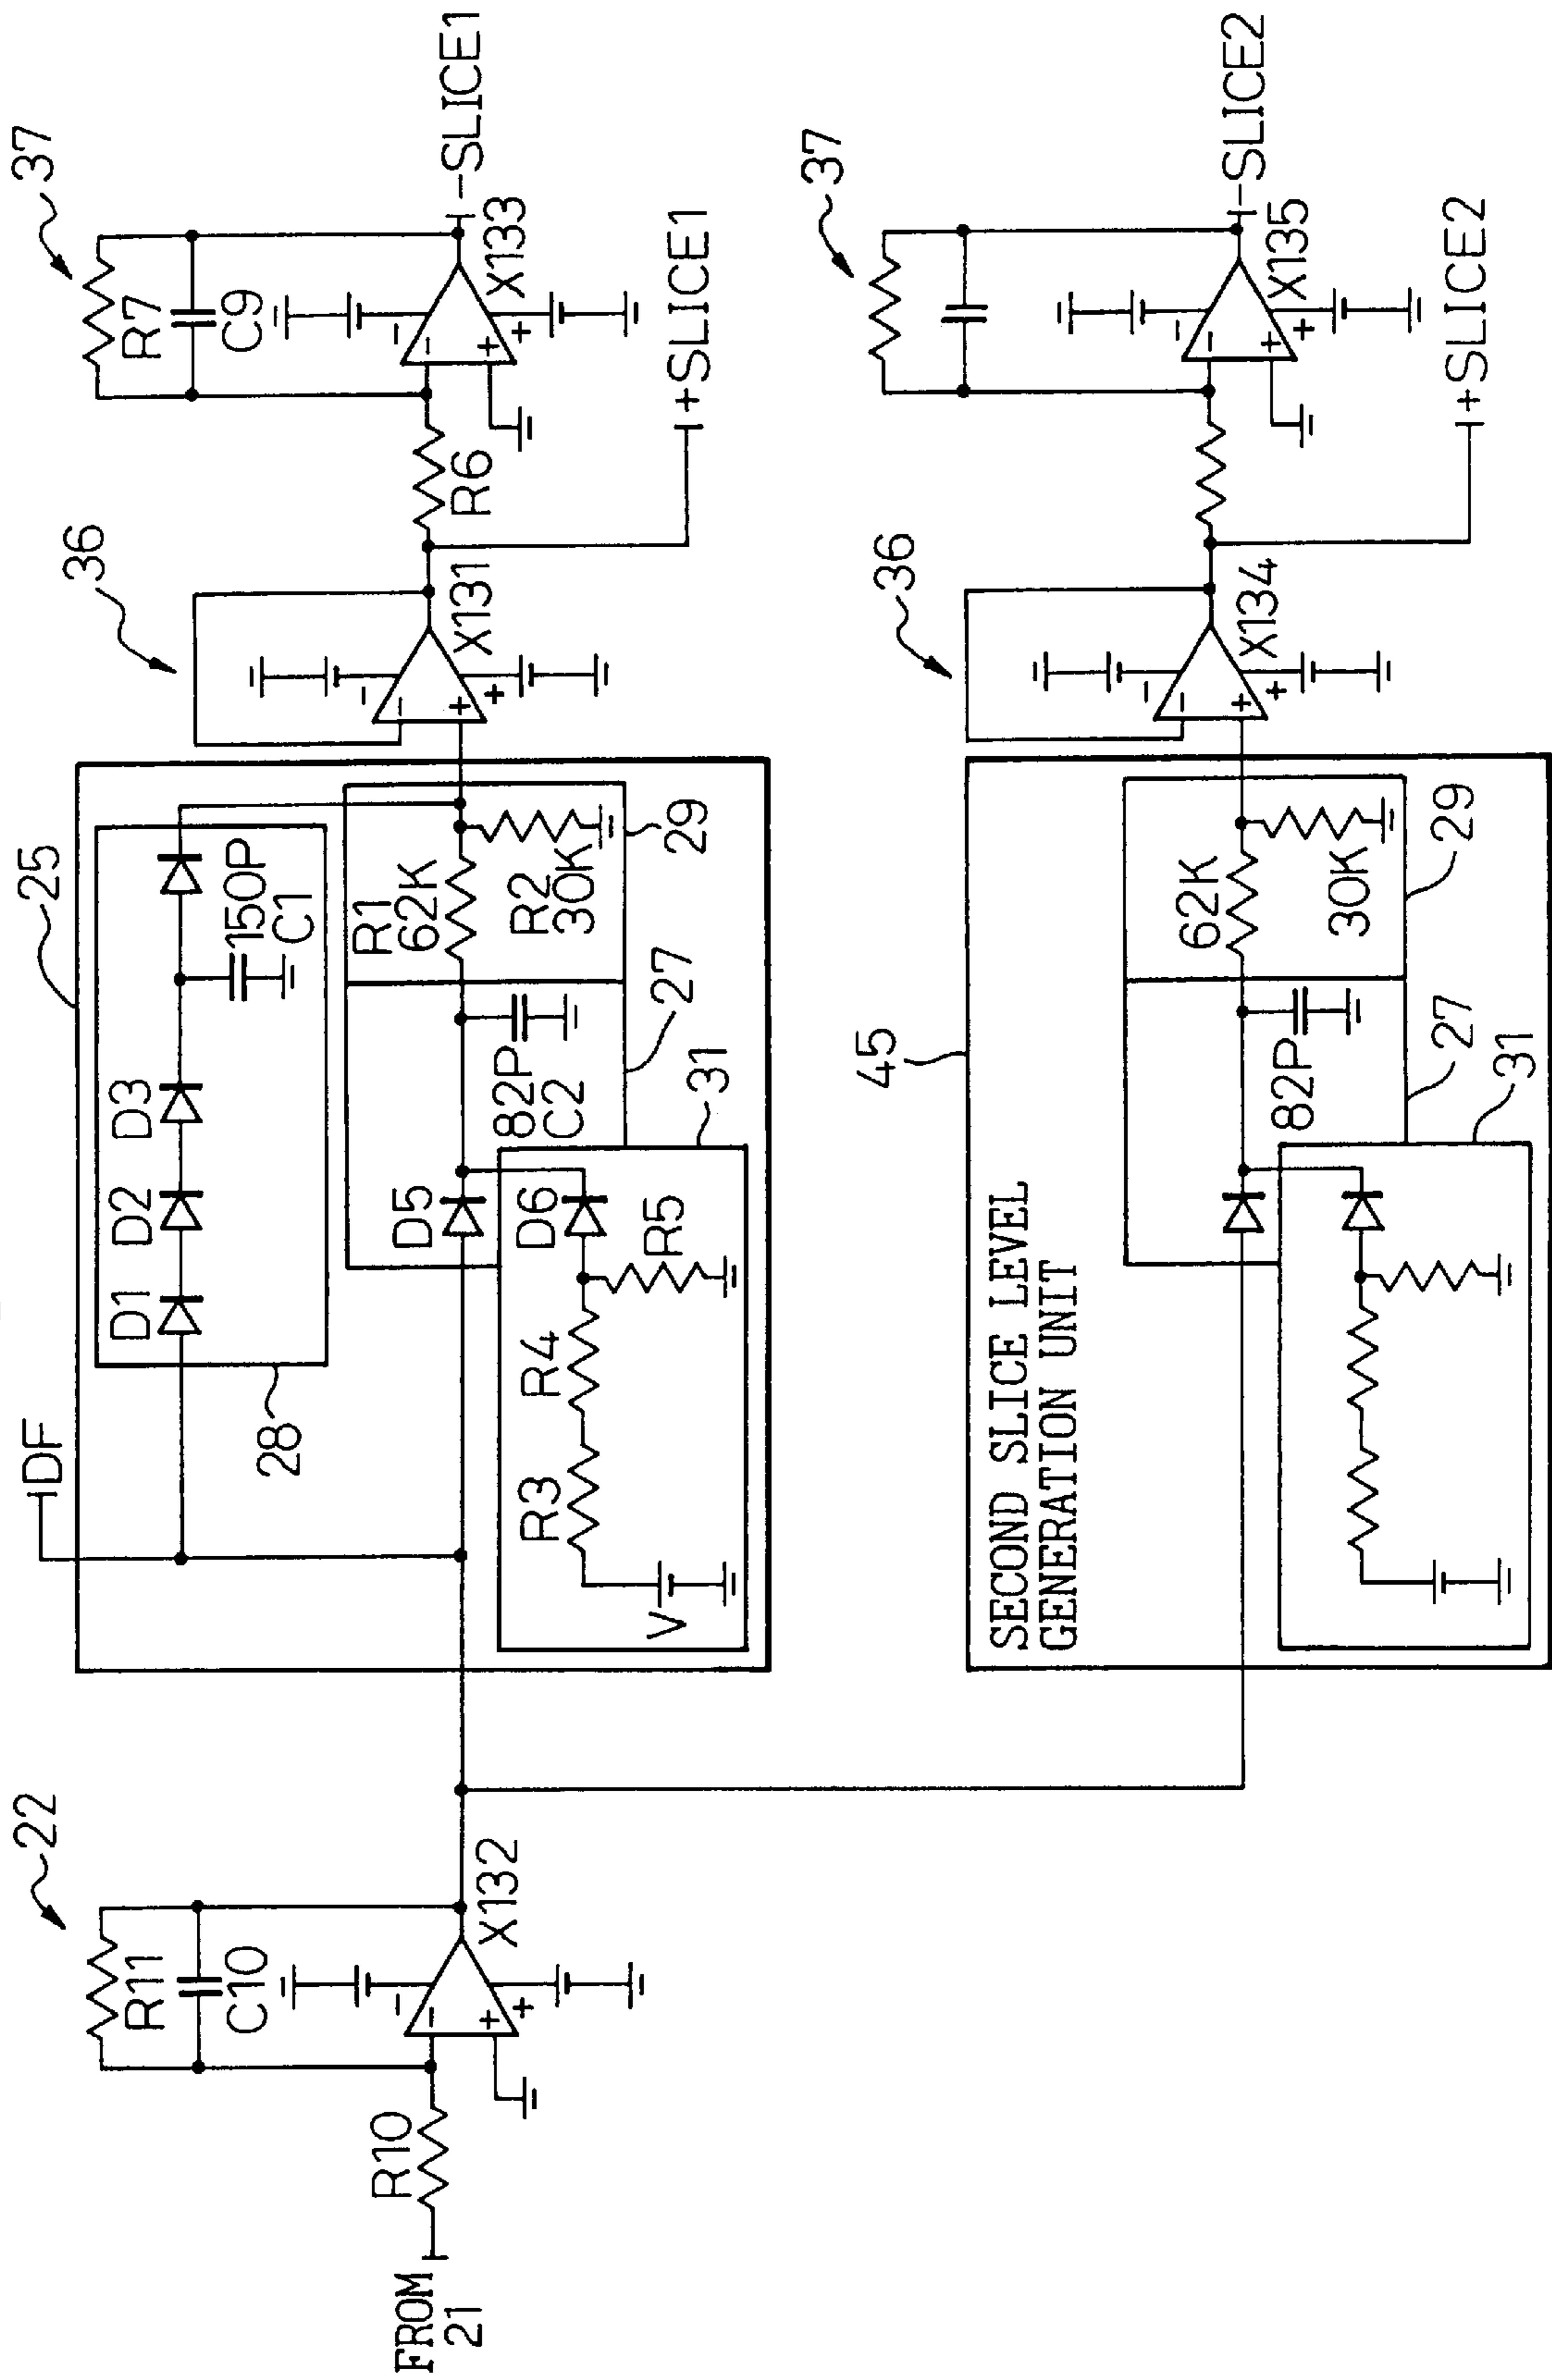 FROM
21
R10
22
R11
C10
−
+
−
+
X132
DF
25
28
D1
D2
D3
150P
C1
D5
D6
R3
R4
R5
V
82P
C2
R1
62K
R2
30K
27
29
31
36
−
+
−
+
X131
R6
37
R7
C9
−
+
−
+
X133
-SLICE1
+SLICE1
45
SECOND SLICE LEVEL
GENERATION UNIT
82P
62K
30K
27
29
31
36
−
+
−
+
X134
37
−
+
−
+
X135
-SLICE2
+SLICE2